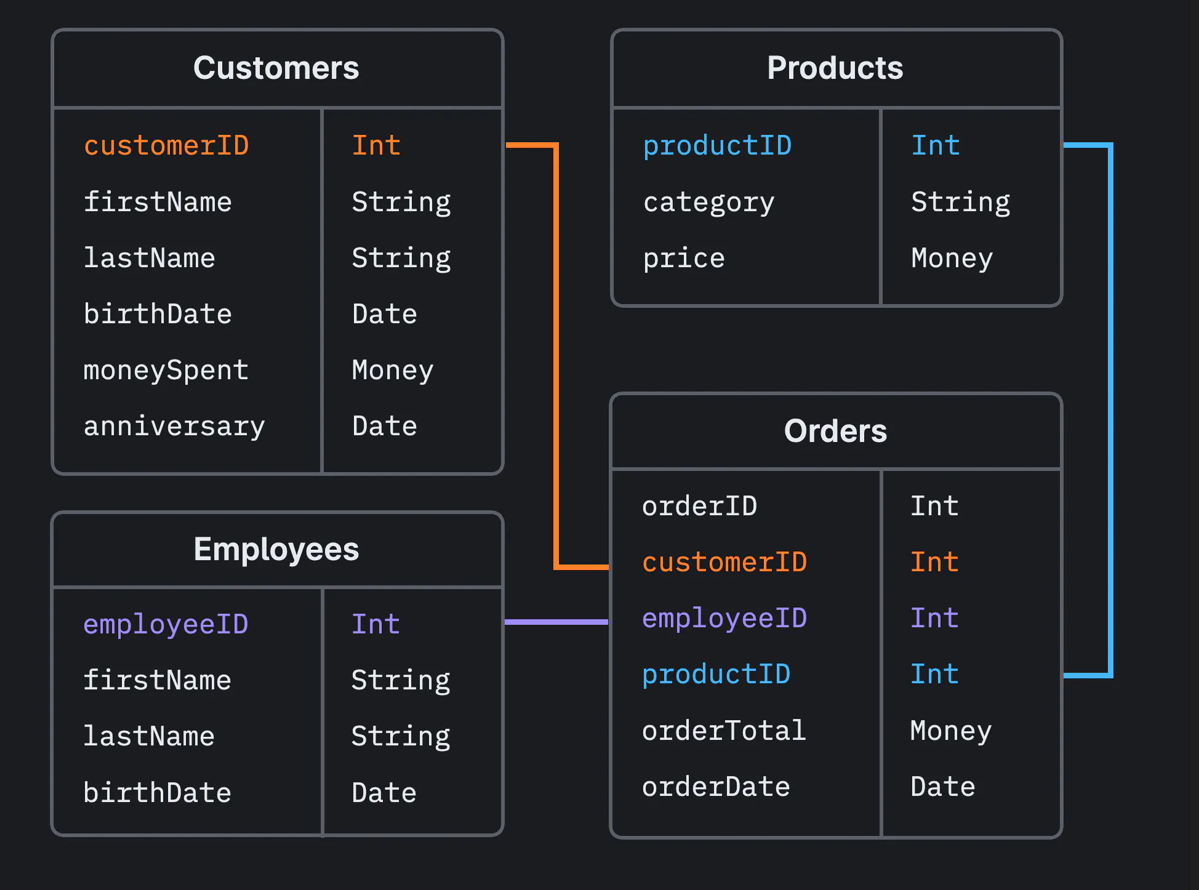 Customers
customerID Int
firstName String
lastName String
birthDate Date
moneySpent Money
anniversary Date
Products
productID Int
category String
price Money
Employees
employeeID Int
firstName String
lastName String
birthDate Date
Orders
orderID Int
customerID Int
employeeID Int
productID Int
orderTotal Money
orderDate Date